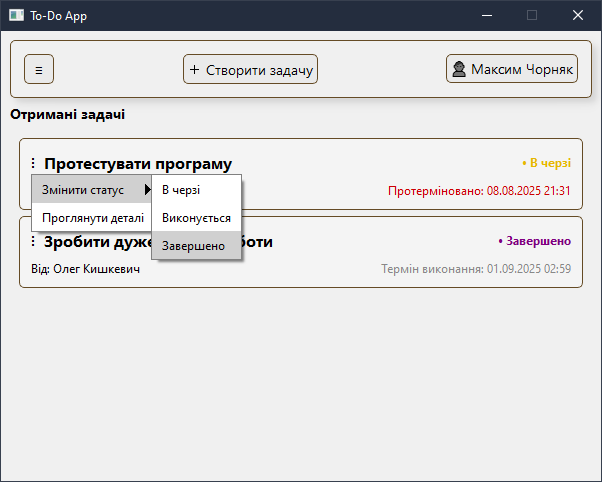 To-Do App
≡
+ Створити задачу
Максим Чорняк
Отримані задачі
Протестувати програму
• В черзі
Змінити статус
В черзі
Протерміновано: 08.08.2025 21:31
Проглянути деталі
Виконується
Зробити дуже
боти
• Завершено
Завершено
Від: Олег Кишкевич
Термін виконання: 01.09.2025 02:59